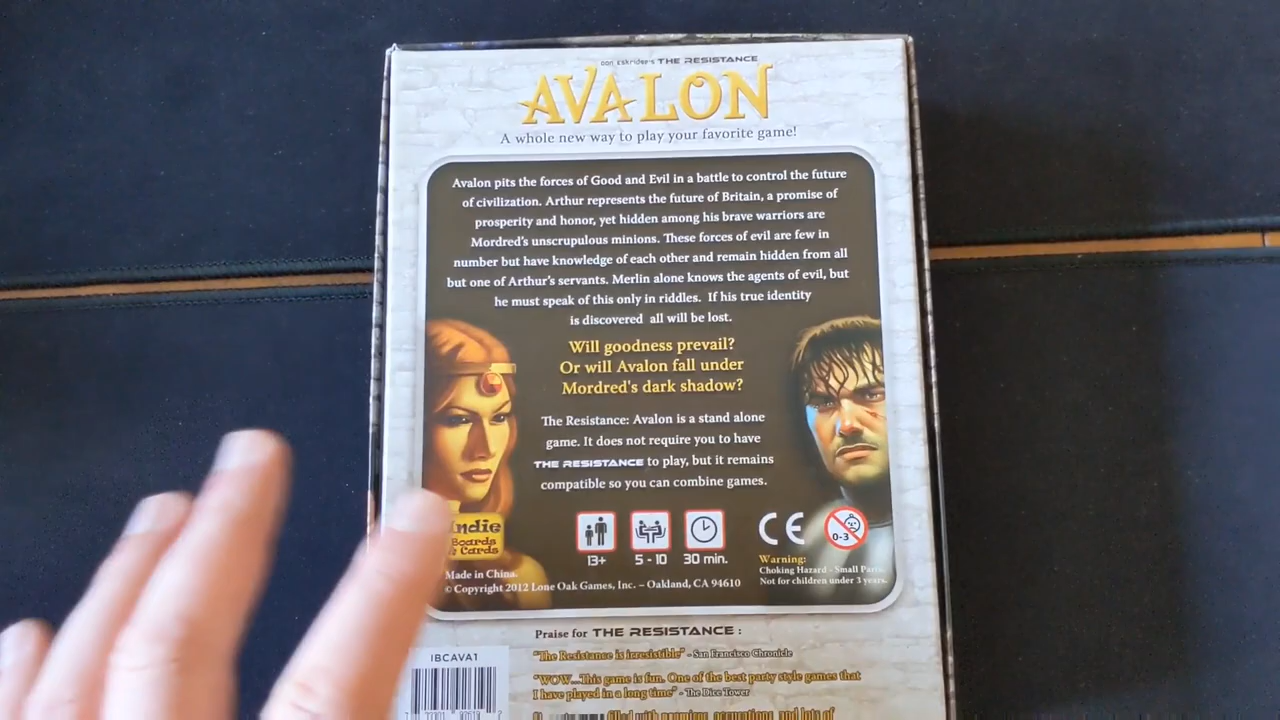 Don Eskridge's THE RESISTANCE
AVALON
A whole new way to play your favorite game!
Avalon pits the forces of Good and Evil in a battle to control the future
of civilization. Arthur represents the future of Britain, a promise of
prosperity and honor, yet hidden among his brave warriors are
Mordred's unscrupulous minions. These forces of evil are few in
number but have knowledge of each other and remain hidden from all
but one of Arthur's servants. Merlin alone knows the agents of evil, but
he must speak of this only in riddles. If his true identity
is discovered all will be lost.
Will goodness prevail?
Or will Avalon fall under
Mordred's dark shadow?
The Resistance: Avalon is a stand alone
game. It does not require you to have
THE RESISTANCE to play, but it remains
compatible so you can combine games.
Indie
Boards
& Cards
13+
5 - 10
30 min.
CE
0-3
Warning:
Choking Hazard - Small Parts.
Not for children under 3 years.
Made in China.
© Copyright 2012 Lone Oak Games, Inc. – Oakland, CA 94610
Praise for THE RESISTANCE :
IBCAVA1
"The Resistance is irresistible" - San Francisco Chronicle
"WOW...This game is fun. One of the best party style games that
I have played in a long time" - The Dice Tower
filled with premise, accusations, and lots of